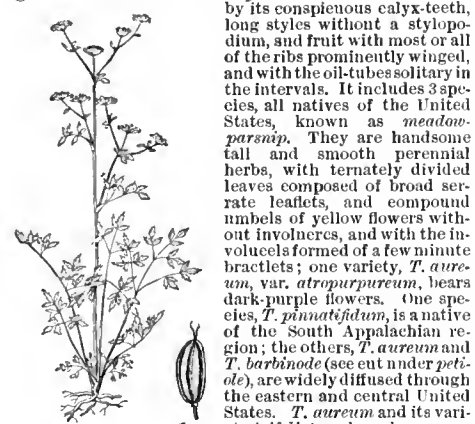 by its conspicuous calyx-teeth,
long styles without a stylopo-
dium, and fruit with most or all
of the ribs prominently winged,
and with the oil-tubes solitary in
the intervals. It includes 3 spe-
cies, all natives of the United
States, known as meadow-
parsnip. They are handsome
tall and smooth perennial
herbs, with ternately divided
leaves composed of broad ser-
rate leaflets, and compound
umbels of yellow flowers with-
out involucres, and with the in-
volucels formed of a few minute
bractlets; one variety, T. aure-
um, var. atropurpureum, bears
dark-purple flowers. One spe-
cies, T. pinnatifidum, is a native
of the South Appalachian re-
gion; the others, T. aureum and
T. barbinode (see cut under peti-
ole), are widely diffused through
the eastern and central United
States. T. aureum and its vari-